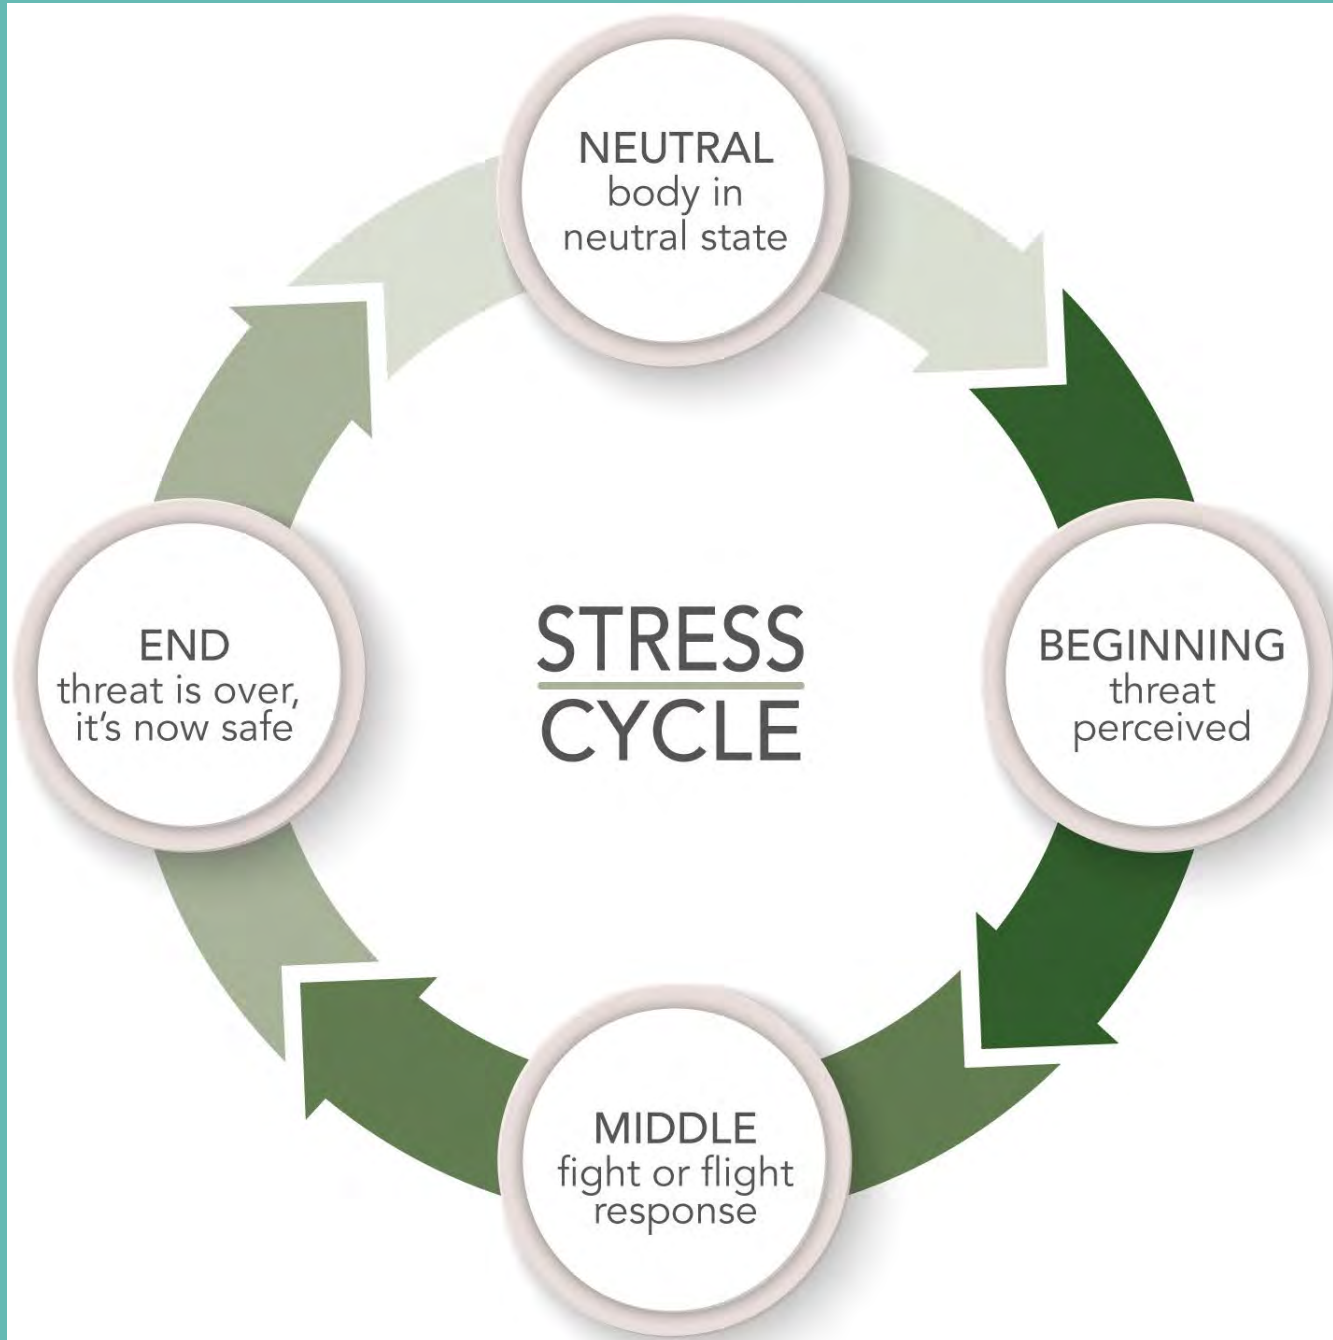 NEUTRAL
body in
neutral state
BEGINNING
threat
perceived
MIDDLE
fight or flight
response
END
threat is over,
it's now safe
STRESS
CYCLE